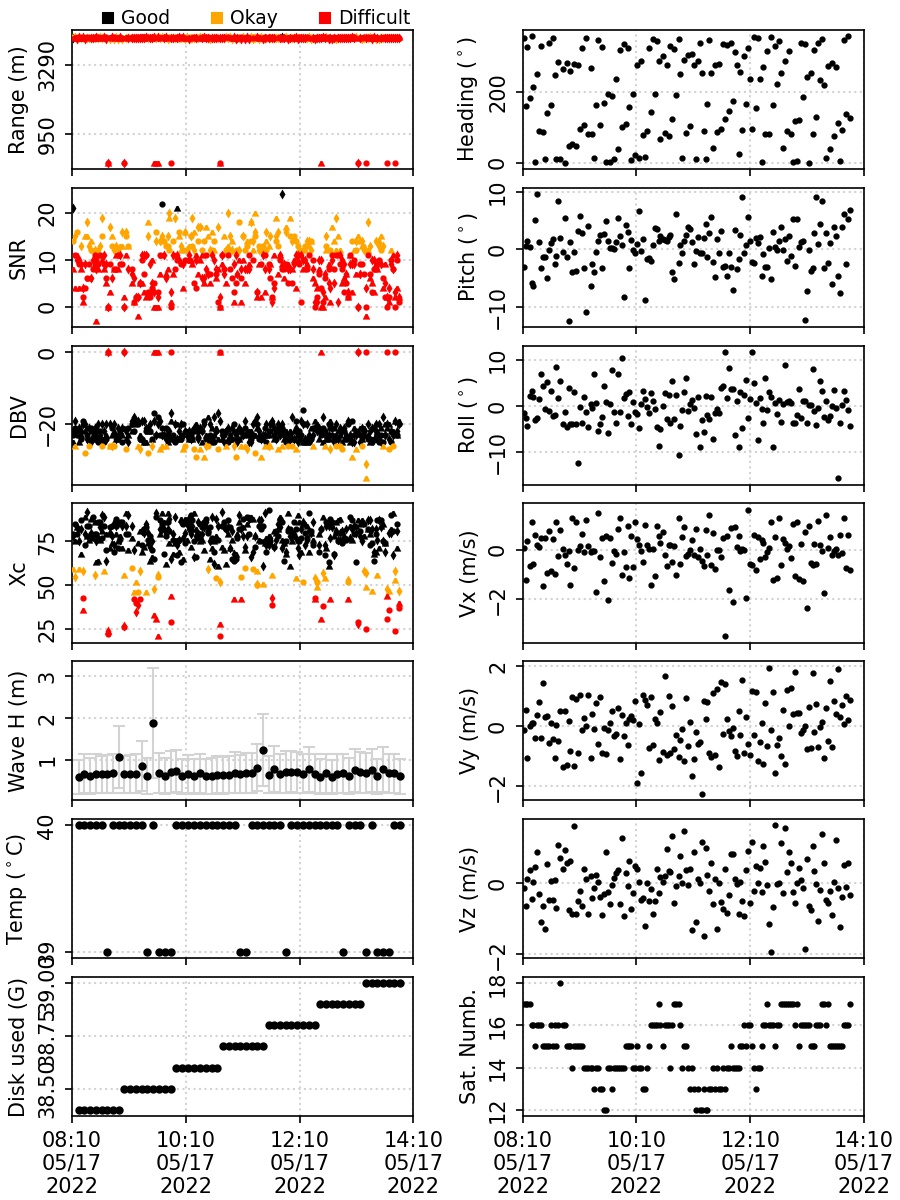 Good Okay Difficult
Range (m)
3290
950
Heading (°)
200
0
SNR
20
10
0
Pitch (°)
10
0
−10
DBV
0
−20
Roll (°)
10
0
−10
Xc
75
50
25
Vx (m/s)
0
−2
Wave H (m)
3
2
1
Vy (m/s)
2
0
−2
Temp (°C)
40
39
Vz (m/s)
0
−2
Disk used (G)
39.00
38.75
38.50
Sat. Numb.
18
16
14
12
08:10 10:10 12:10 14:10 08:10 10:10 12:10 14:10
05/17 05/17 05/17 05/17 05/17 05/17 05/17 05/17
2022 2022 2022 2022 2022 2022 2022 2022